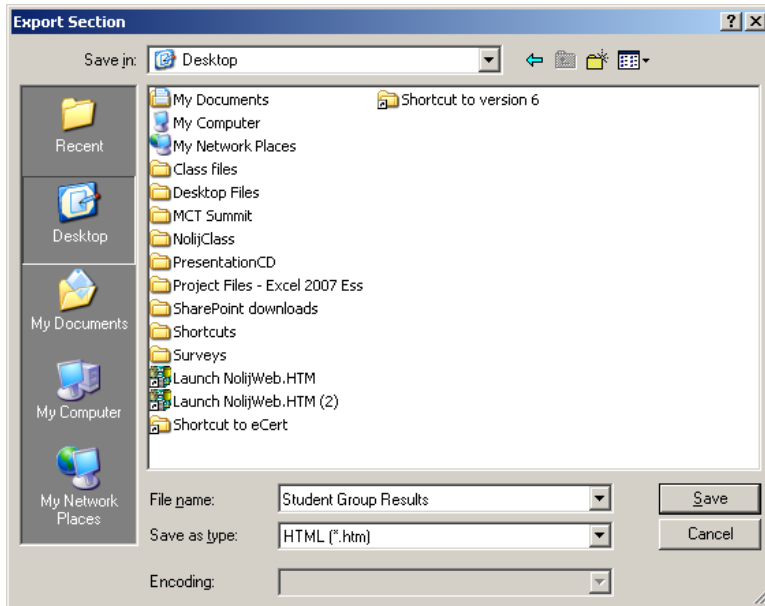 Export Section
Save in:
Desktop
Recent
Desktop
My Documents
My Computer
My Network
Places
My Documents
My Computer
My Network Places
Class files
Desktop Files
MCT Summit
NolijClass
PresentationCD
Project Files - Excel 2007 Ess
SharePoint downloads
Shortcuts
Surveys
Launch NolijWeb.HTM
Launch NolijWeb.HTM (2)
Shortcut to eCert
Shortcut to version 6
File name:
Student Group Results
Save
Save as type:
HTML (*.htm)
Cancel
Encoding: